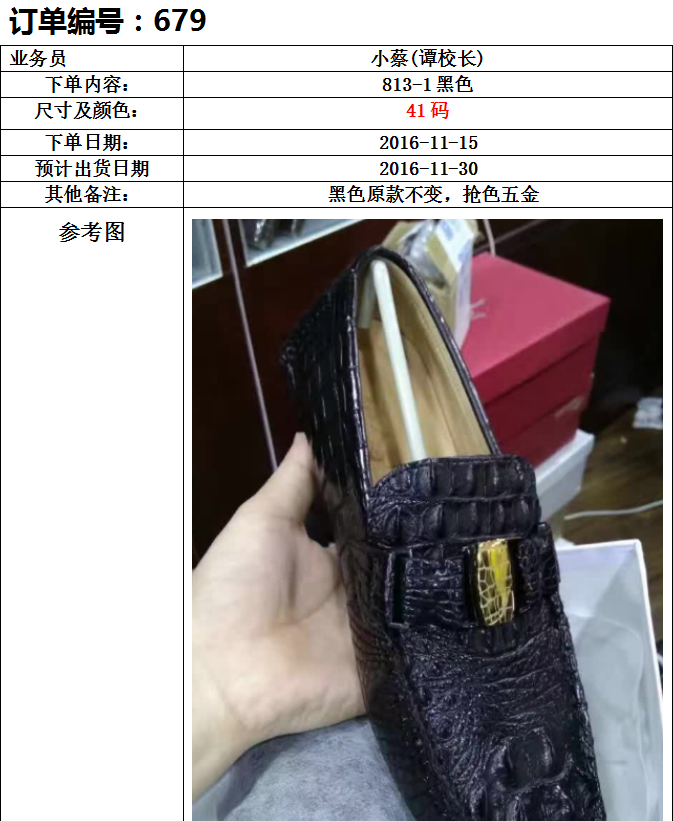 订单编号：679
业务员 小蔡(谭校长)
下单内容： 813-1黑色
尺寸及颜色： 41码
下单日期： 2016-11-15
预计出货日期 2016-11-30
其他备注： 黑色原款不变，抢色五金
参考图